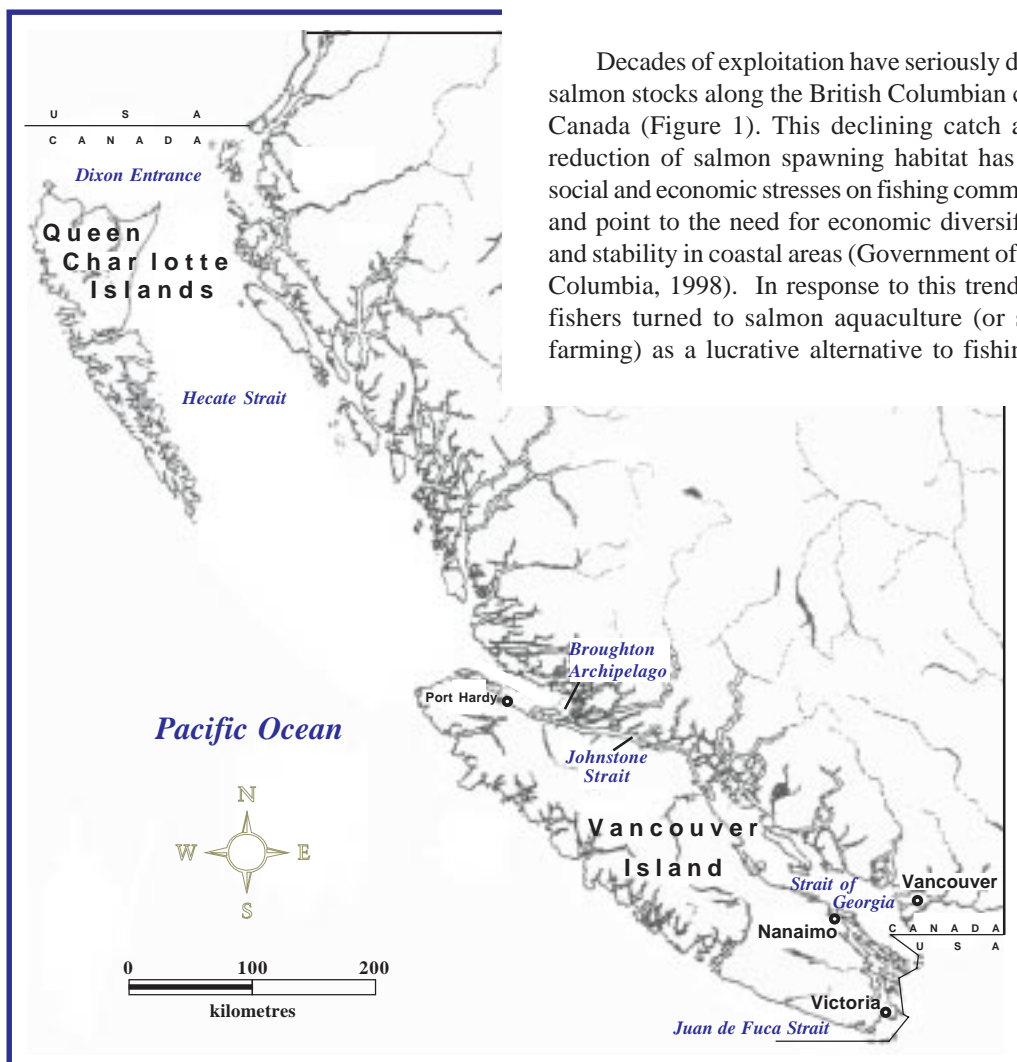 Decades of exploitation have seriously d
salmon stocks along the British Columbian c
Canada (Figure 1). This declining catch a
reduction of salmon spawning habitat has
social and economic stresses on fishing comm
and point to the need for economic diversif
and stability in coastal areas (Government of
Columbia, 1998). In response to this trend
fishers turned to salmon aquaculture (or s
farming) as a lucrative alternative to fishin
U S A
C A N A D A
Dixon Entrance
Queen
Charlotte
Islands
Hecate Strait
Broughton
Archipelago
Port Hardy
Pacific Ocean
Johnstone
Strait
N
W E
S
Vancouver
Island
Strait of
Georgia
Vancouver
Nanaimo
C A N A D A
U S A
0 100 200
kilometres
Victoria
Juan de Fuca Strait